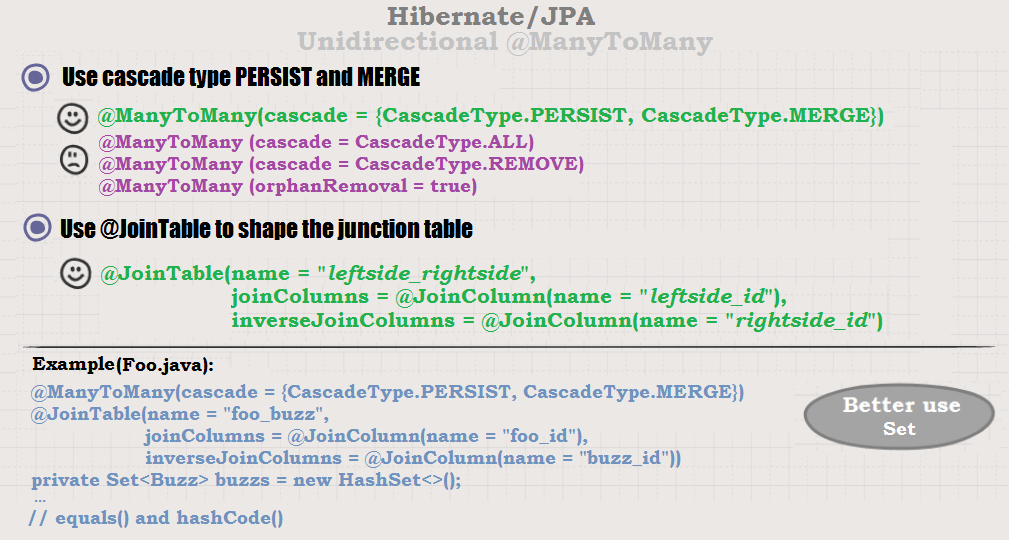 Hibernate/JPA
Unidirectional @ManyToMany
Use cascade type PERSIST and MERGE
@ManyToMany(cascade = {CascadeType.PERSIST, CascadeType.MERGE})
@ManyToMany (cascade = CascadeType.ALL)
@ManyToMany (cascade = CascadeType.REMOVE)
@ManyToMany (orphanRemoval = true)
Use @JoinTable to shape the junction table
@JoinTable(name = "leftside_rightside",
joinColumns = @JoinColumn(name = "leftside_id"),
inverseJoinColumns = @JoinColumn(name = "rightside_id")
Example(Foo.java):
@ManyToMany(cascade = {CascadeType.PERSIST, CascadeType.MERGE})
@JoinTable(name = "foo_buzz",
joinColumns = @JoinColumn(name = "foo_id"),
inverseJoinColumns = @JoinColumn(name = "buzz_id"))
private Set<Buzz> buzzs = new HashSet<>();
...
// equals() and hashCode()
Better use
Set